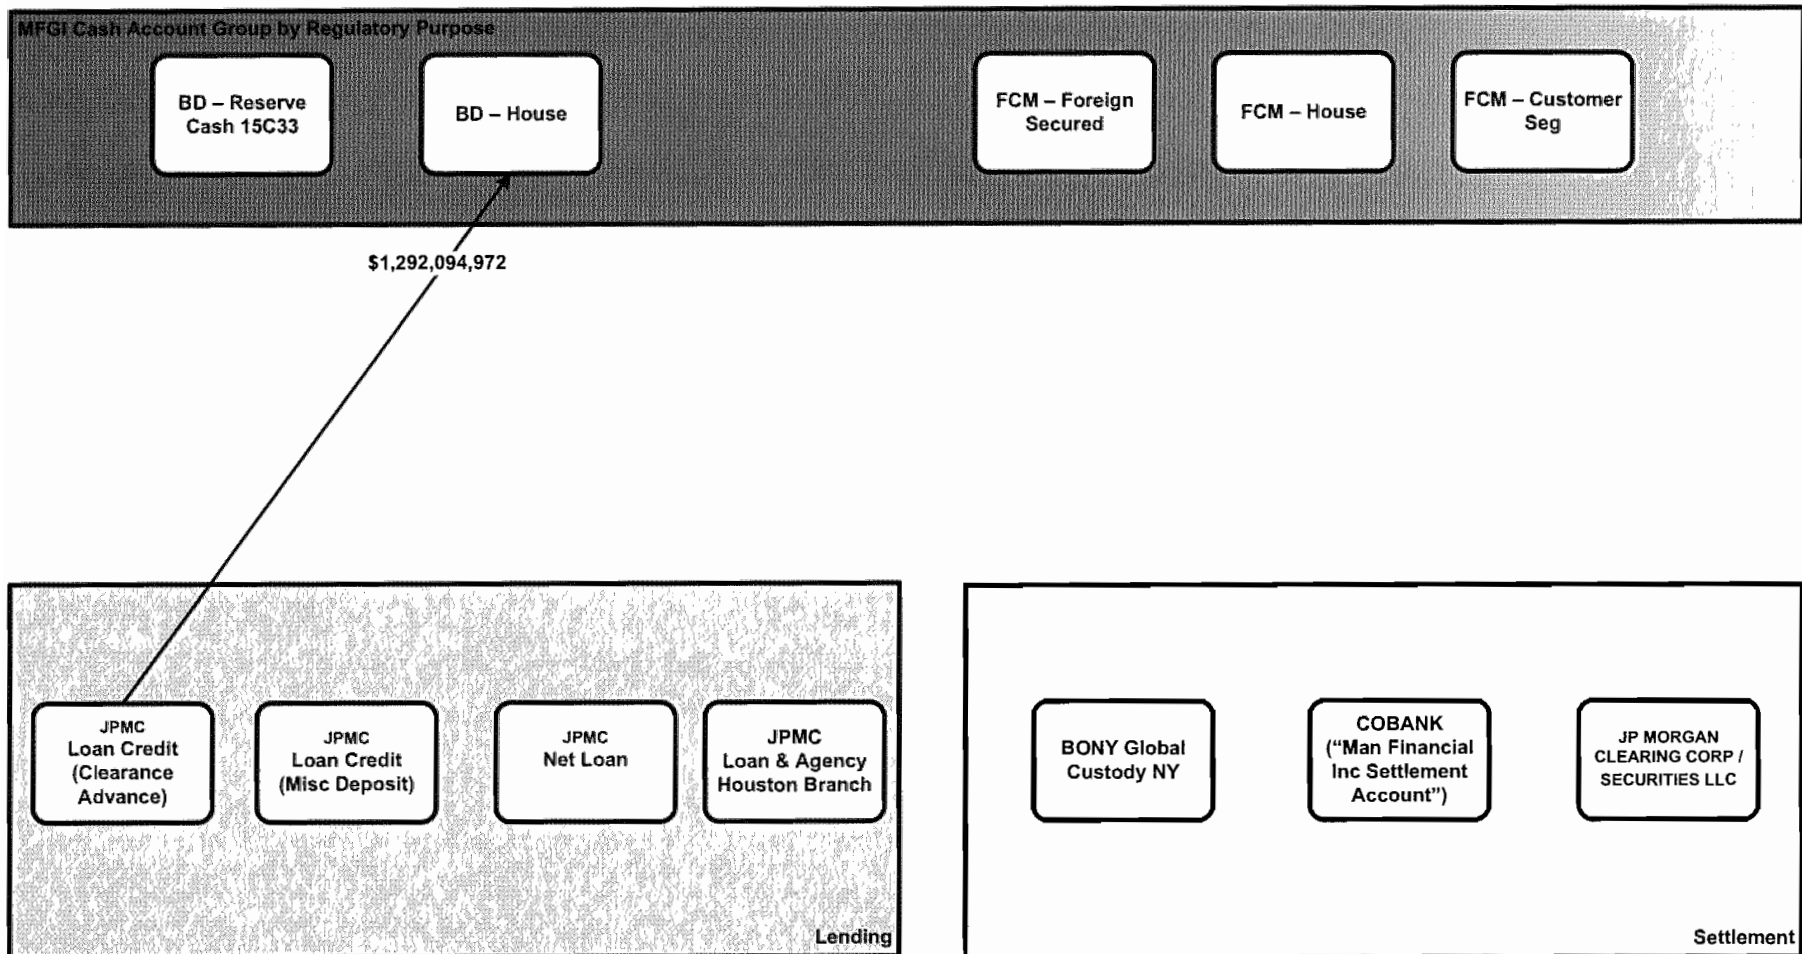 MFGI Cash Account Group by Regulatory Purpose
BD – Reserve
Cash 15C33
BD – House
FCM – Foreign
Secured
FCM – House
FCM – Customer
Seg
$1,292,094,972
JPMC
Loan Credit
(Clearance
Advance)
JPMC
Loan Credit
(Misc Deposit)
JPMC
Net Loan
JPMC
Loan & Agency
Houston Branch
Lending
BONY Global
Custody NY
COBANK
(“Man Financial
Inc Settlement
Account”)
JP MORGAN
CLEARING CORP /
SECURITIES LLC
Settlement